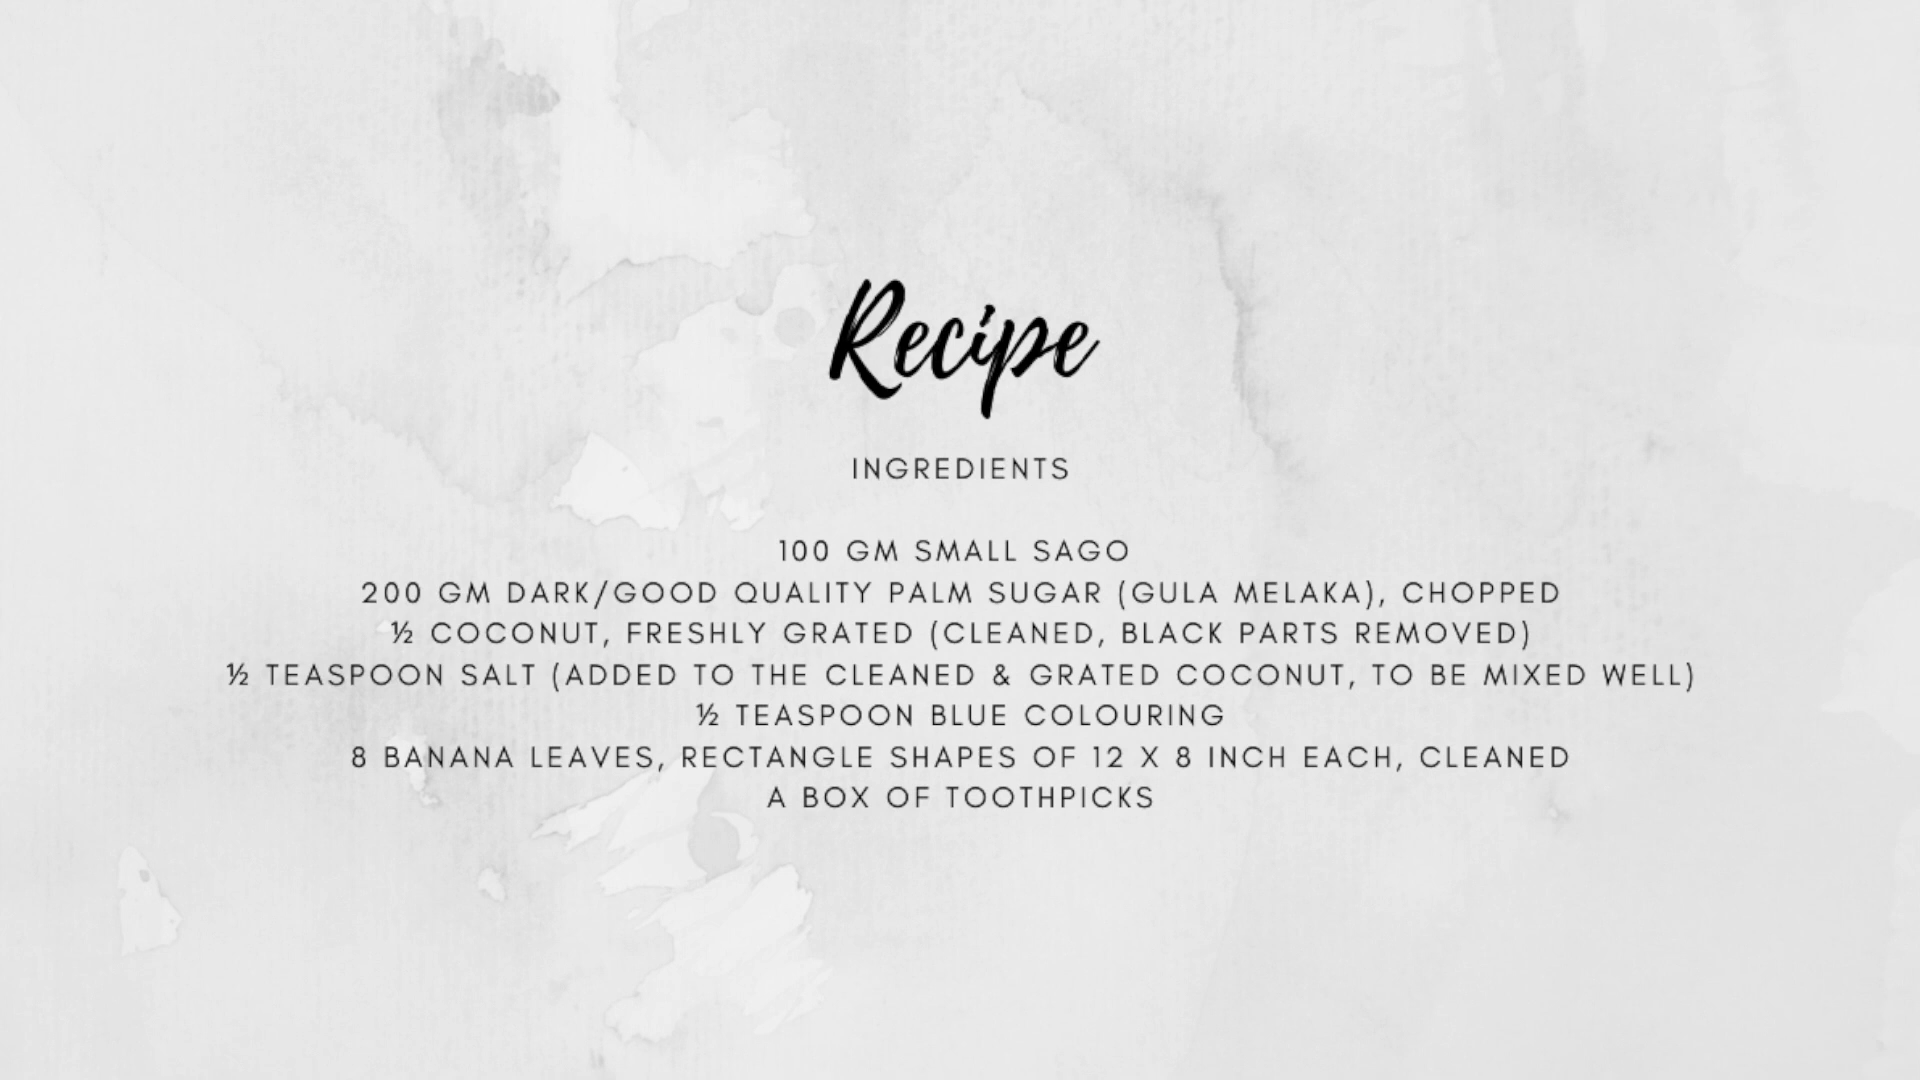 Recipe
INGREDIENTS
100 GM SMALL SAGO
200 GM DARK/GOOD QUALITY PALM SUGAR (GULA MELAKA), CHOPPED
½ COCONUT, FRESHLY GRATED (CLEANED, BLACK PARTS REMOVED)
½ TEASPOON SALT (ADDED TO THE CLEANED & GRATED COCONUT, TO BE MIXED WELL)
½ TEASPOON BLUE COLOURING
8 BANANA LEAVES, RECTANGLE SHAPES OF 12 X 8 INCH EACH, CLEANED
A BOX OF TOOTHPICKS